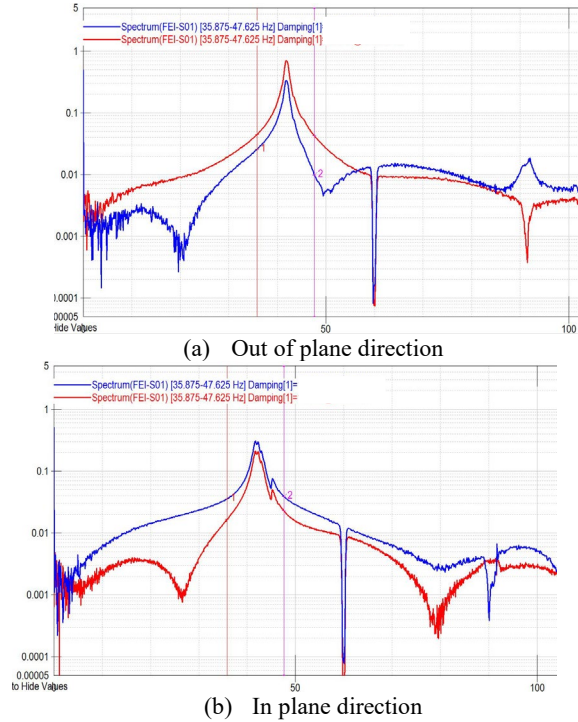 5
Spectrum(FEI-S01) [35.875-47.625 Hz] Damping[1]
Spectrum(FEI-S01) [35.875-47.625 Hz] Damping[1]
1
0.1
1
2
0.01
0.001
0.0001
0.00005
Hide Values 50 100
(a) Out of plane direction
5
Spectrum(FEI-S01) [35.875-47.625 Hz] Damping[1]=
Spectrum(FEI-S01) [35.875-47.625 Hz] Damping[1]=
1
0.1
1
2
0.01
0.001
0.0001
0.00005
to Hide Values 50 100
(b) In plane direction